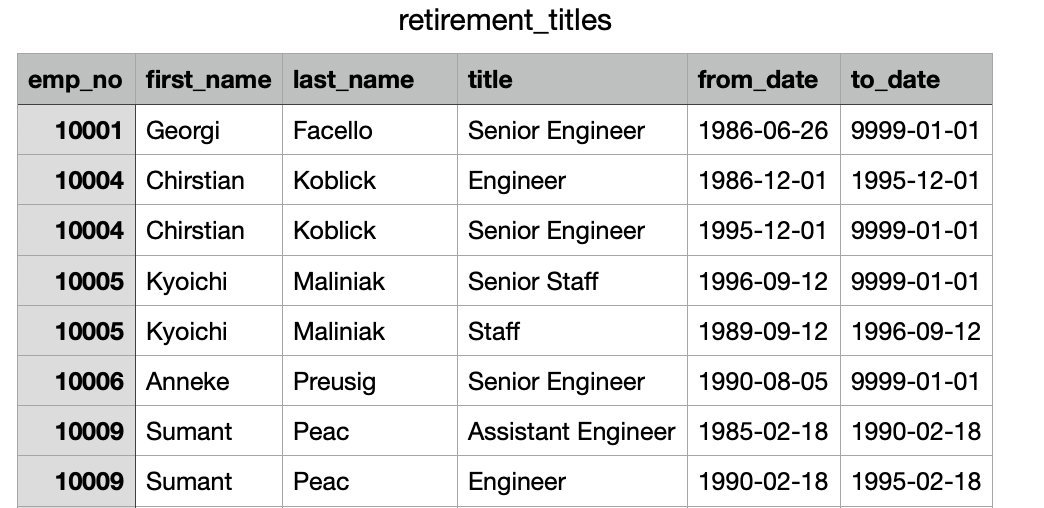 retirement_titles
emp_no first_name last_name title from_date to_date
10001 Georgi Facello Senior Engineer 1986-06-26 9999-01-01
10004 Chirstian Koblick Engineer 1986-12-01 1995-12-01
10004 Chirstian Koblick Senior Engineer 1995-12-01 9999-01-01
10005 Kyoichi Maliniak Senior Staff 1996-09-12 9999-01-01
10005 Kyoichi Maliniak Staff 1989-09-12 1996-09-12
10006 Anneke Preusig Senior Engineer 1990-08-05 9999-01-01
10009 Sumant Peac Assistant Engineer 1985-02-18 1990-02-18
10009 Sumant Peac Engineer 1990-02-18 1995-02-18